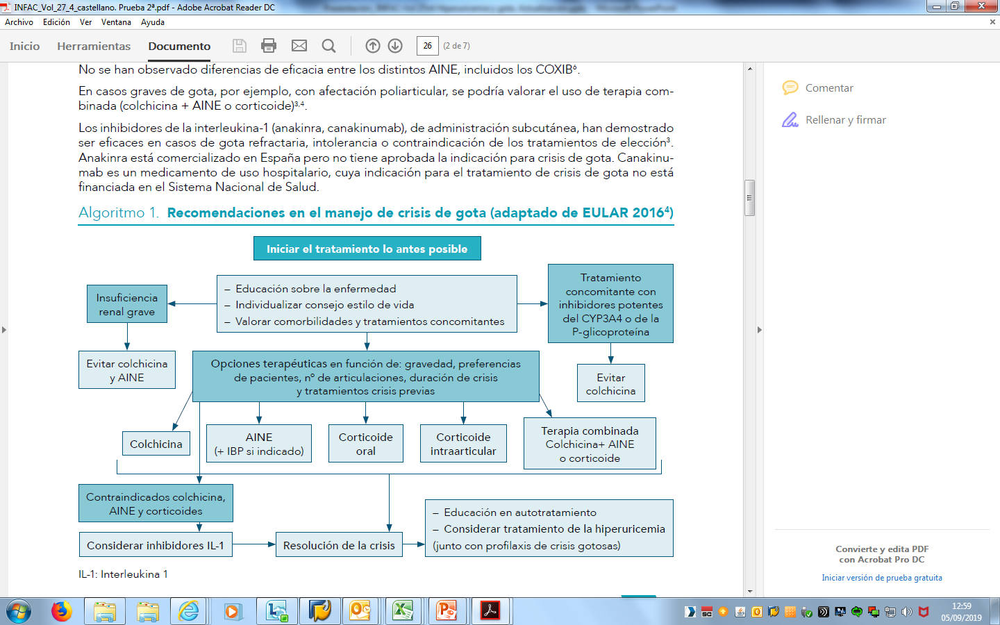 INFAC_Vol_27_4_castellano. Prueba 2ª.pdf - Adobe Acrobat Reader DC
Archivo Edición Ver Ventana Ayuda
Inicio Herramientas Documento 26 (2 de 7)
No se han observado diferencias de eficacia entre los distintos AINE, incluidos los COXIB⁶.
En casos graves de gota, por ejemplo, con afectación poliarticular, se podría valorar el uso de terapia com-
binada (colchicina + AINE o corticoide)³,⁴.
Los inhibidores de la interleukina-1 (anakinra, canakinumab), de administración subcutánea, han demostrado
ser eficaces en casos de gota refractaria, intolerancia o contraindicación de los tratamientos de elección³.
Anakinra está comercializado en España pero no tiene aprobada la indicación para crisis de gota. Canakinu-
mab es un medicamento de uso hospitalario, cuya indicación para el tratamiento de crisis de gota no está
financiada en el Sistema Nacional de Salud.
Algoritmo 1. Recomendaciones en el manejo de crisis de gota (adaptado de EULAR 2016⁴)
Iniciar el tratamiento lo antes posible
Insuficiencia
renal grave
– Educación sobre la enfermedad
– Individualizar consejo estilo de vida
– Valorar comorbilidades y tratamientos concomitantes
Tratamiento
concomitante con
inhibidores potentes
del CYP3A4 o de la
P-glicoproteína
Evitar colchicina
y AINE
Opciones terapéuticas en función de: gravedad, preferencias
de pacientes, nº de articulaciones, duración de crisis
y tratamientos crisis previas
Evitar
colchicina
Colchicina
AINE
(+ IBP si indicado)
Corticoide
oral
Corticoide
intraarticular
Terapia combinada
Colchicina+ AINE
o corticoide
Contraindicados colchicina,
AINE y corticoides
Considerar inhibidores IL-1
Resolución de la crisis
– Educación en autotratamiento
– Considerar tratamiento de la hiperuricemia
(junto con profilaxis de crisis gotosas)
IL-1: Interleukina 1
Comentar
Rellenar y firmar
Convierte y edita PDF
con Acrobat Pro DC
Iniciar versión de prueba gratuita
12:59
05/09/2019